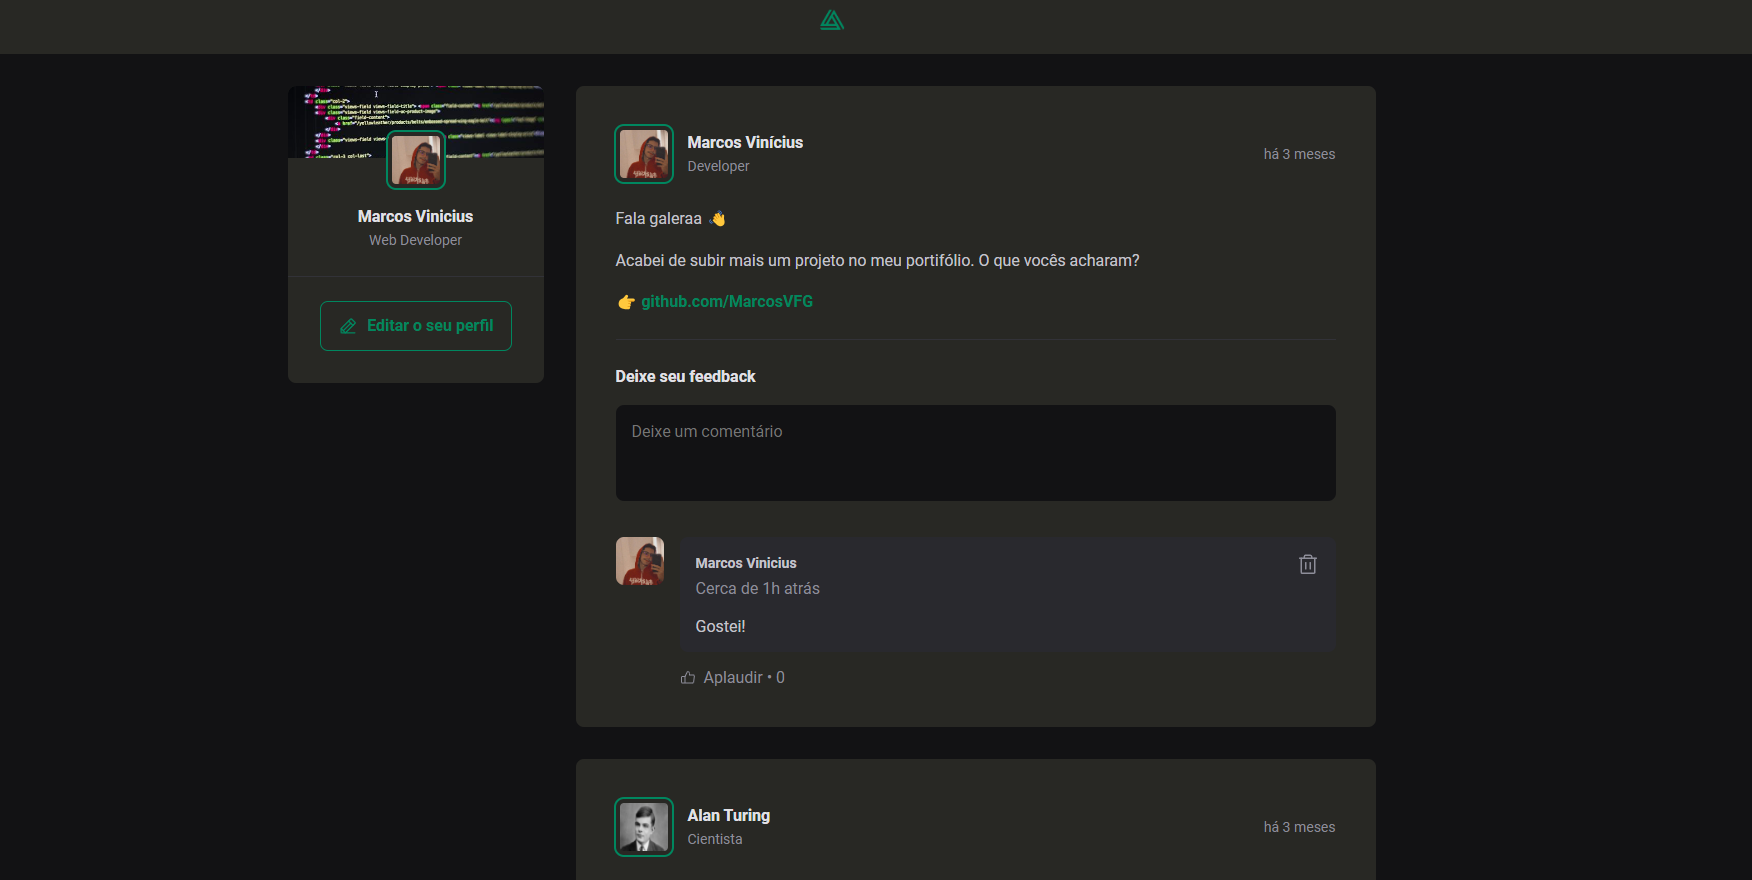 Marcos Vinicius
Web Developer
Editar o seu perfil
Marcos Vinícius
Developer
há 3 meses
Fala galeraa 👋
Acabei de subir mais um projeto no meu portifólio. O que vocês acharam?
👉 github.com/MarcosVFG
Deixe seu feedback
Deixe um comentário
Marcos Vinicius
Cerca de 1h atrás
Gostei!
Aplaudir • 0
Alan Turing
Cientista
há 3 meses